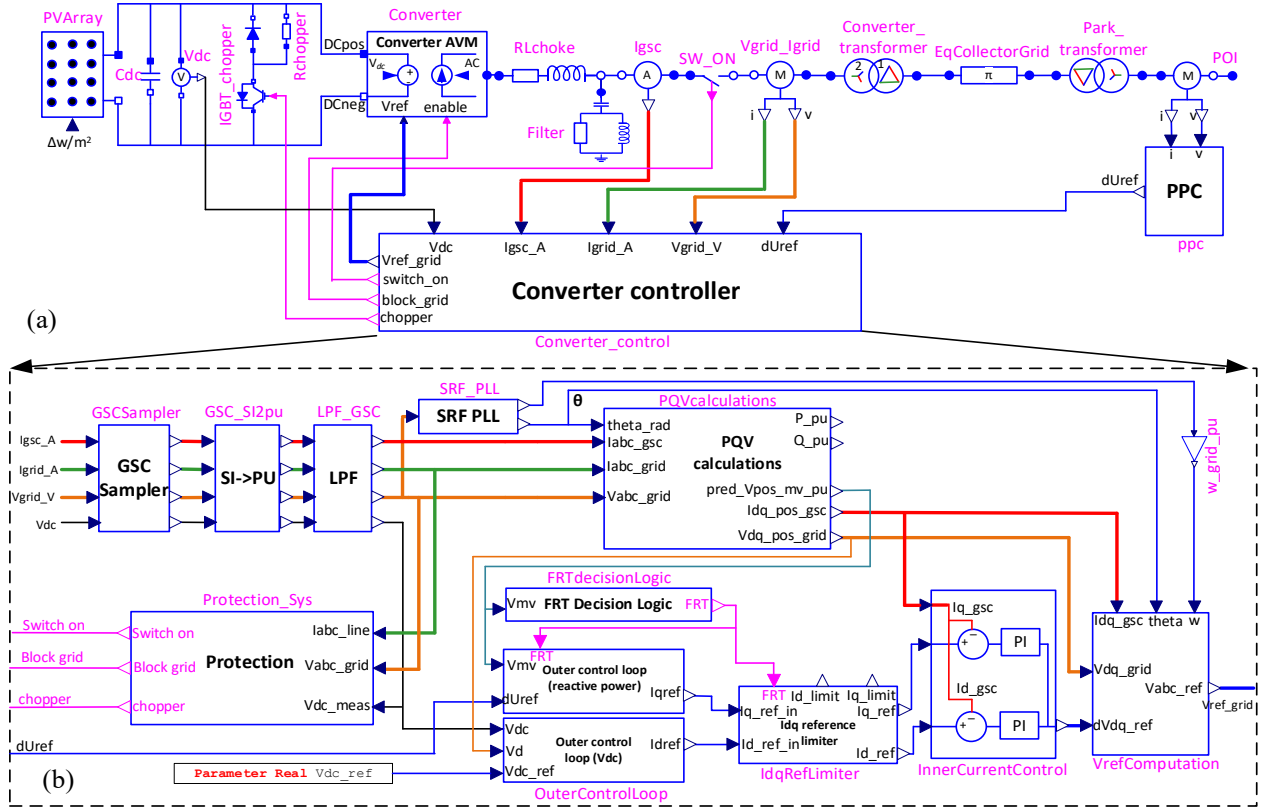 PVArray
Δw/m²
Cdc
Vdc
V
IGBT_chopper
Rchopper
DCpos
DCneg
Converter
Converter AVM
Vdc
+
-
AC
Vref
enable
RLchoke
Filter
Igsc
A
SW_ON
Vgrid_Igrid
M
i
v
Converter_
transformer
2
1
EqCollectorGrid
π
Park_
transformer
M
POI
i
v
i
v
PPC
ppc
dUref
Vdc
Igsc_A
Igrid_A
Vgrid_V
dUref
Vref_grid
switch_on
block_grid
chopper
Converter controller
Converter_control
(a)
GSCSampler
GSC_SI2pu
LPF_GSC
SRF_PLL
SRF PLL
θ
PQVcalculations
Igsc_A
Igrid_A
Vgrid_V
Vdc
GSC
Sampler
SI->PU
LPF
theta_rad
Iabc_gsc
Iabc_grid
Vabc_grid
PQV
calculations
P_pu
Q_pu
pred_Vpos_mv_pu
Idq_pos_gsc
Vdq_pos_grid
w_grid_pu
Protection_Sys
Switch on
Block grid
chopper
Switch on
Block grid
chopper
Protection
Iabc_line
Vabc_grid
Vdc_meas
FRTdecisionLogic
Vmv
FRT Decision Logic
FRT
FRT
Vmv
dUref
Outer control loop
(reactive power)
Iqref
Vdc
Vd
Vdc_ref
Outer control
loop (Vdc)
Idref
OuterControlLoop
dUref
Parameter Real Vdc_ref
FRT
Id_limit
Iq_limit
Iq_ref_in
Iq_ref
Idq reference
limiter
Id_ref_in
Id_ref
IdqRefLimiter
Iq_gsc
+
-
PI
Id_gsc
+
-
PI
InnerCurrentControl
Idq_gsc
theta
w
Vdq_grid
Vabc_ref
dVdq_ref
Vref_grid
VrefComputation
(b)